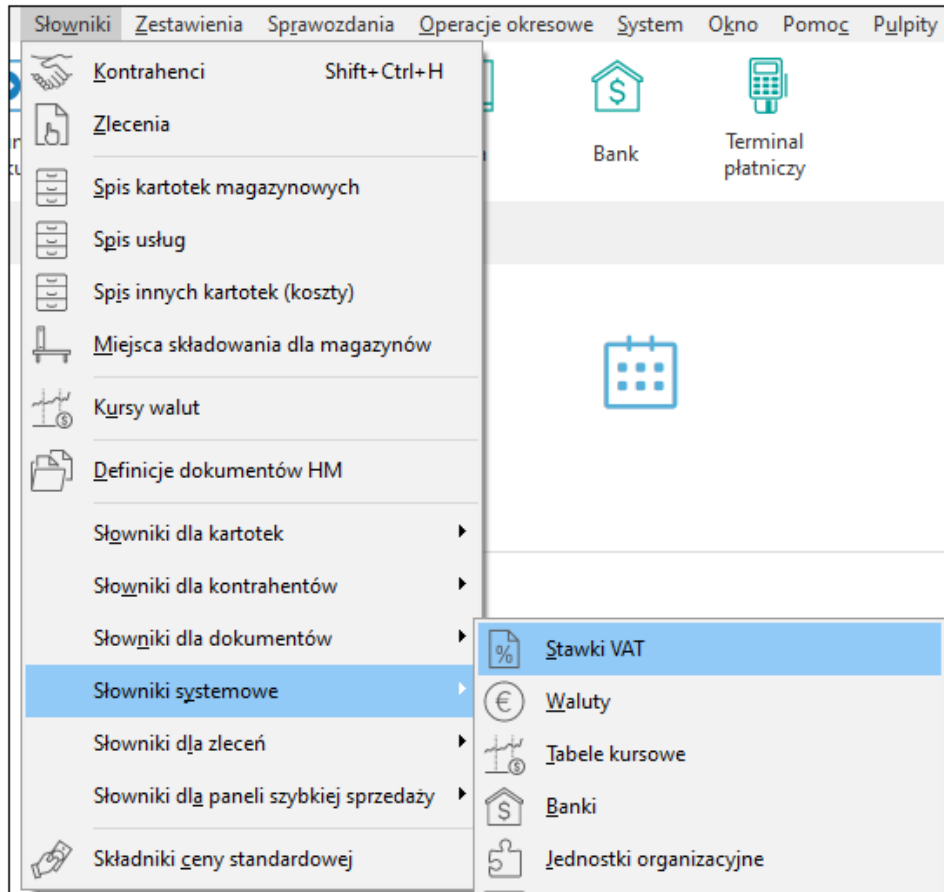 Słowniki Zestawienia Sprawozdania Operacje okresowe System Okno Pomoc Pulpity
Kontrahenci Shift+Ctrl+H
Zlecenia
Spis kartotek magazynowych
Spis usług
Spis innych kartotek (koszty)
Miejsca składowania dla magazynów
Kursy walut
Definicje dokumentów HM
Słowniki dla kartotek
Słowniki dla kontrahentów
Słowniki dla dokumentów
Słowniki systemowe
Słowniki dla zleceń
Słowniki dla paneli szybkiej sprzedaży
Składniki ceny standardowej
Bank
Terminal
płatniczy
Stawki VAT
Waluty
Tabele kursowe
Banki
Jednostki organizacyjne